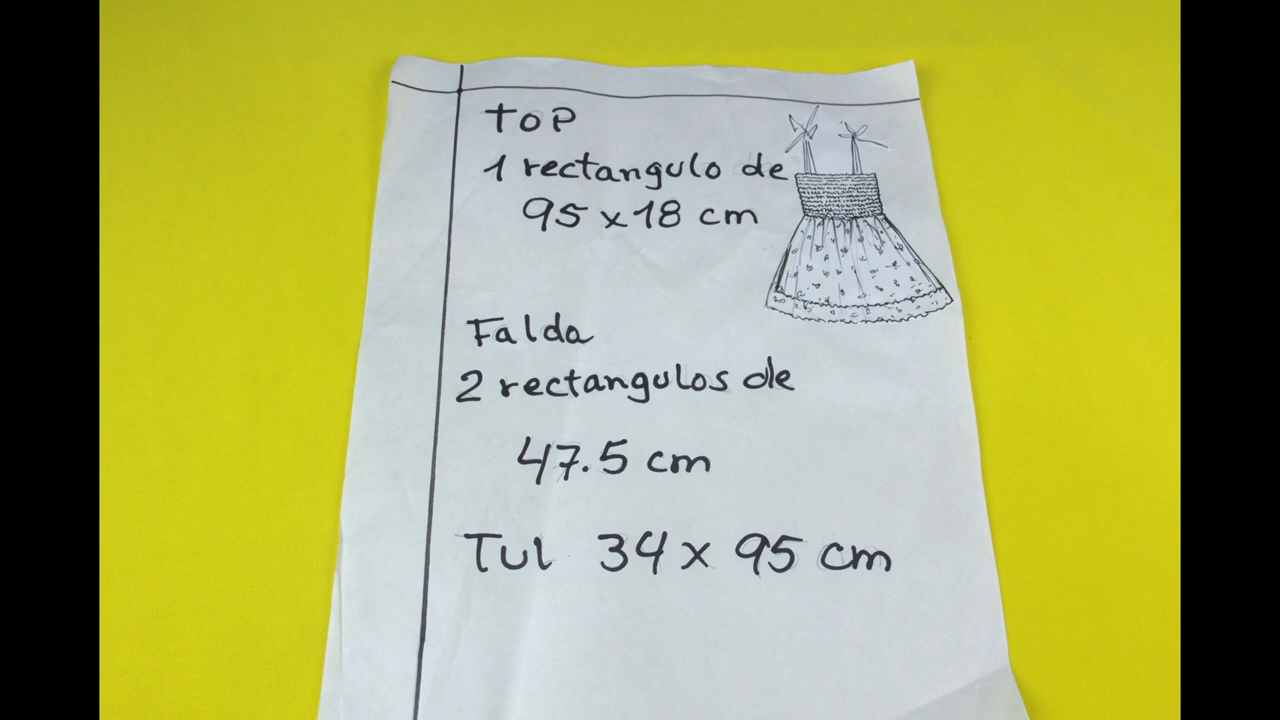 TOP
1 rectangulo de
95 x 18 cm
Falda
2 rectangulos de
47.5 cm
Tul 34 x 95 cm